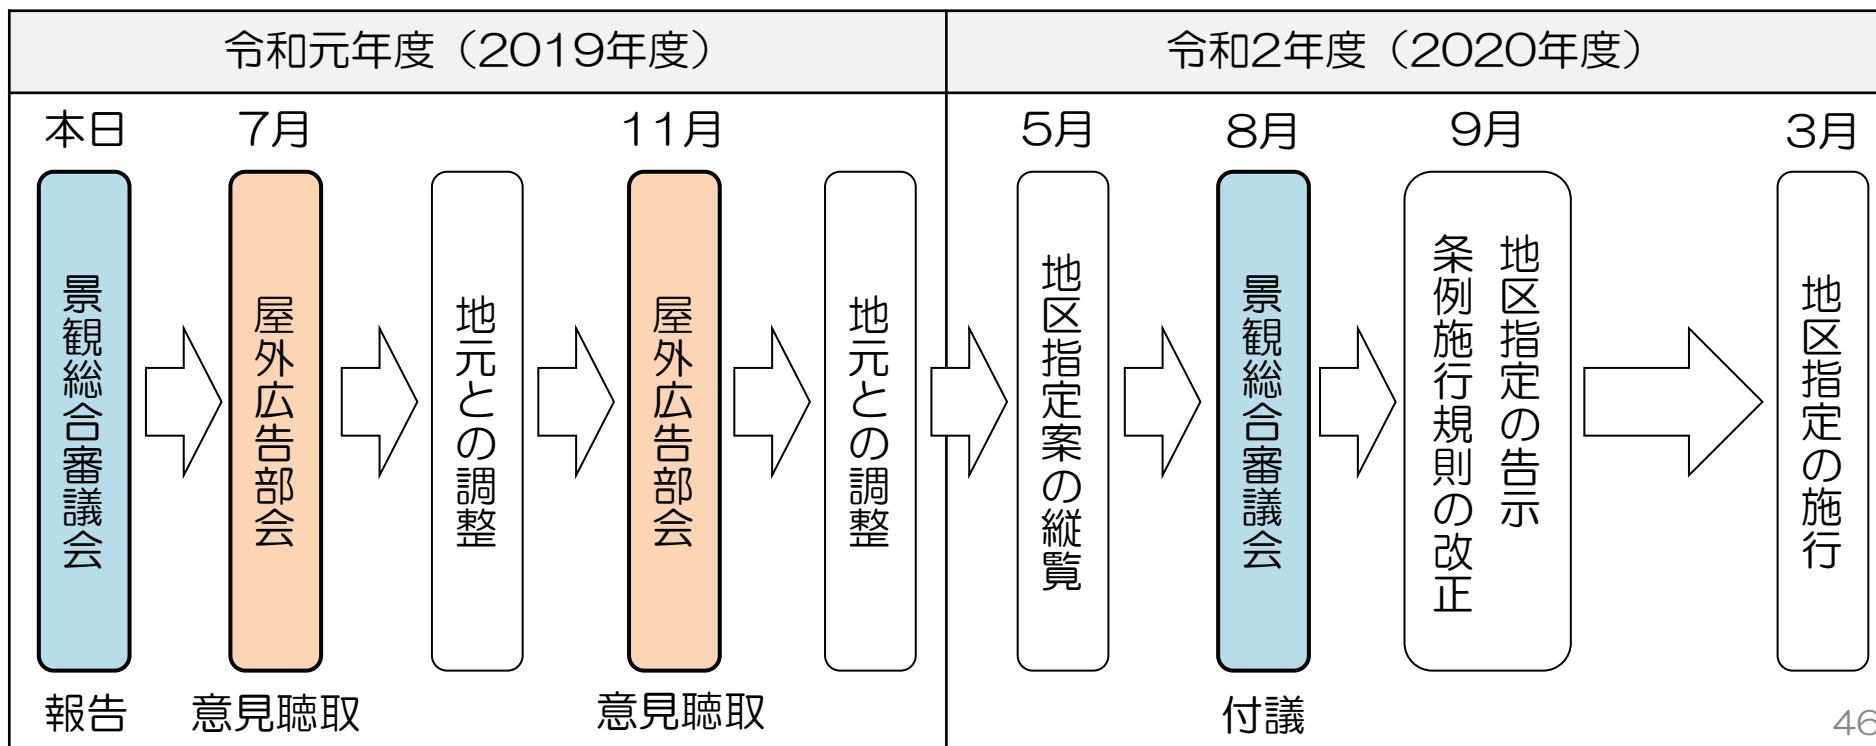 令和元年度（2019年度）
令和2年度（2020年度）
本日
7月
11月
5月
8月
9月
3月
景観総合審議会
屋外広告部会
地元との調整
屋外広告部会
地元との調整
地区指定案の縦覧
景観総合審議会
地区指定の告示
条例施行規則の改正
地区指定の施行
報告
意見聴取
意見聴取
付議
46